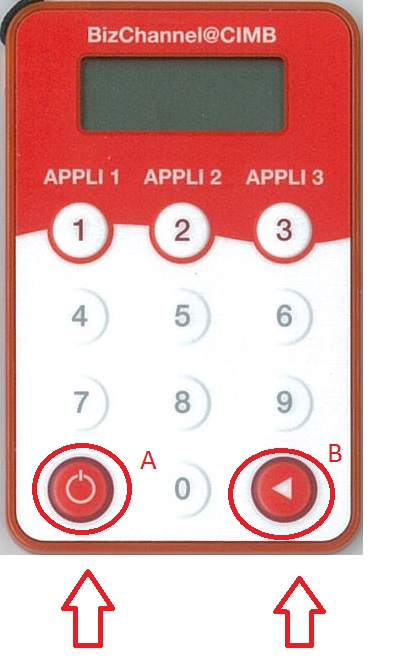 BizChannel@CIMB
APPLI 1 APPLI 2 APPLI 3
1 2 3
4 5 6
7 8 9
A 0 B